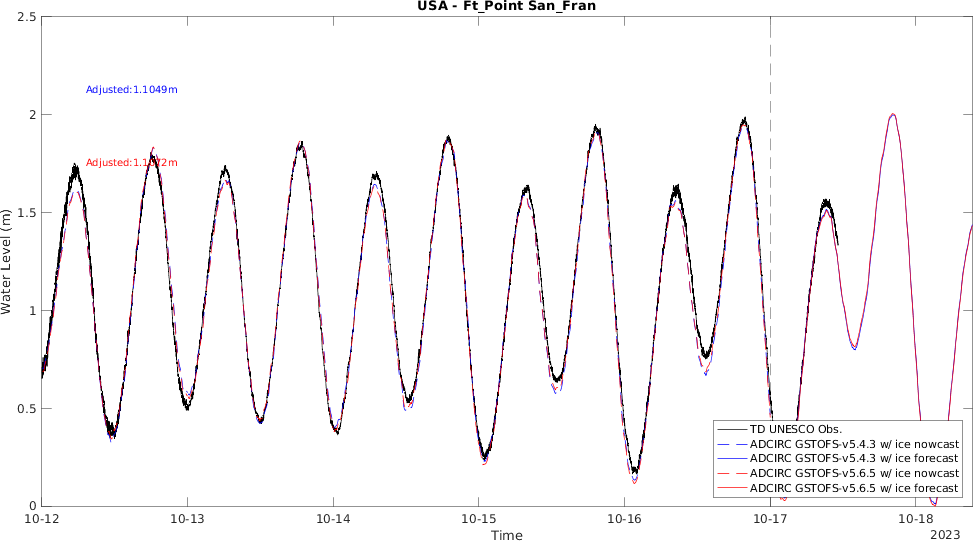 USA - Ft_Point San_Fran
2.5
Adjusted:1.1049m
2
Adjusted:1.1072m
1.5
Water Level (m)
1
0.5
0
TD UNESCO Obs.
ADCIRC GSTOFS-v5.4.3 w/ ice nowcast
ADCIRC GSTOFS-v5.4.3 w/ ice forecast
ADCIRC GSTOFS-v5.6.5 w/ ice nowcast
ADCIRC GSTOFS-v5.6.5 w/ ice forecast
10-12 10-13 10-14 10-15 10-16 10-17 10-18
Time
2023